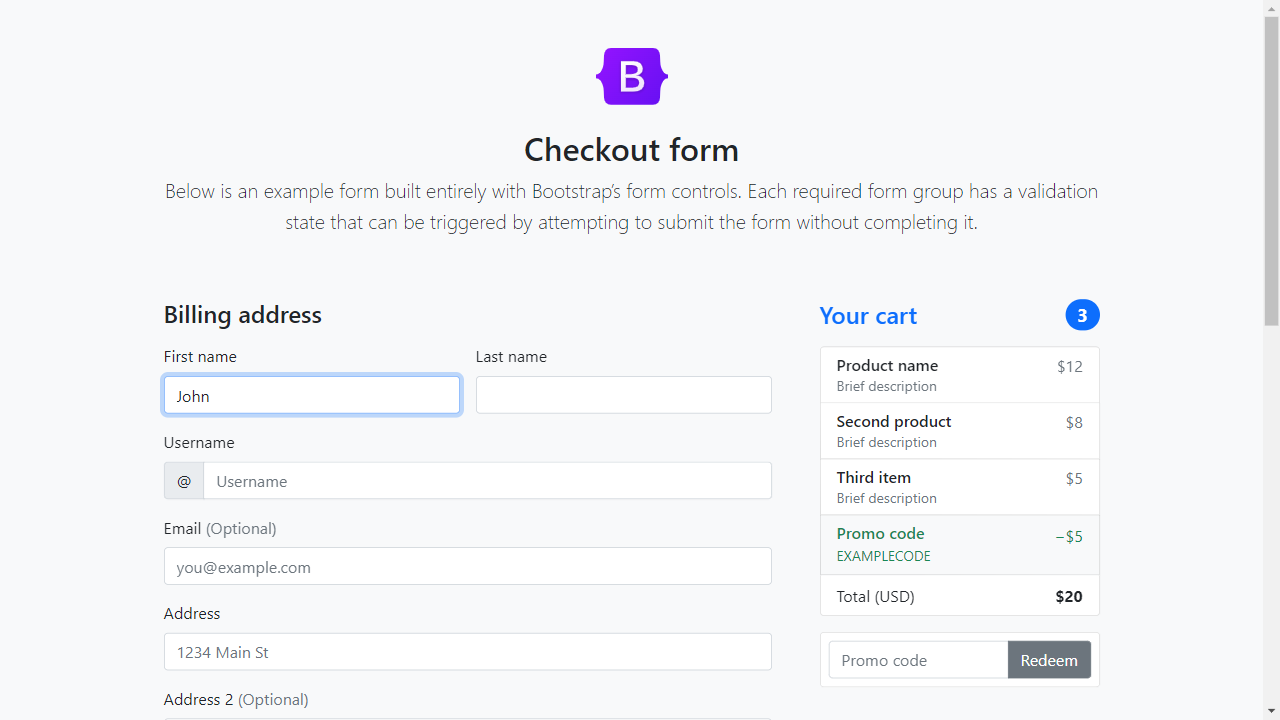 B
Checkout form
Below is an example form built entirely with Bootstrap's form controls. Each required form group has a validation
state that can be triggered by attempting to submit the form without completing it.
Billing address
First name Last name
John
Username
@ Username
Email (Optional)
you@example.com
Address
1234 Main St
Address 2 (Optional)
Your cart 3
Product name $12
Brief description
Second product $8
Brief description
Third item $5
Brief description
Promo code −$5
EXAMPLECODE
Total (USD) $20
Promo code Redeem